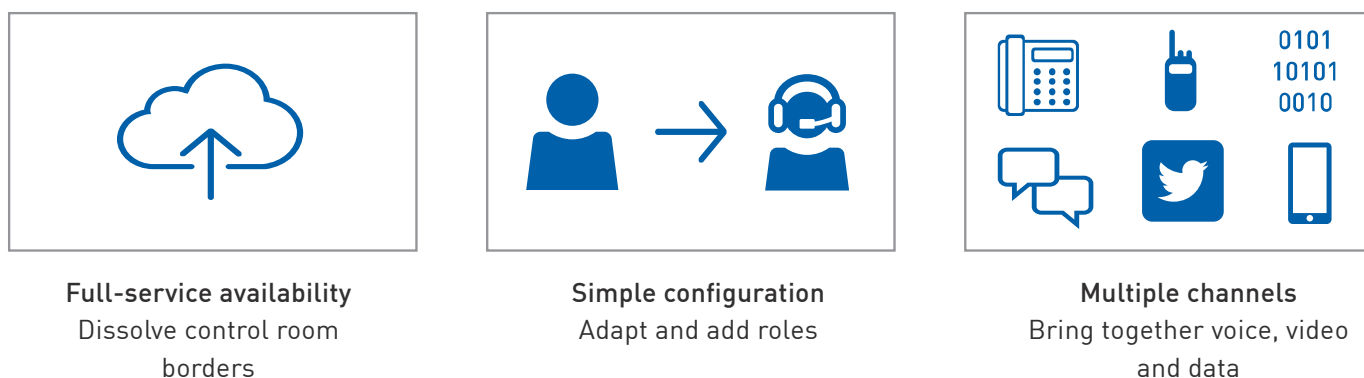 0101
10101
0010
Full-service availability
Dissolve control room
borders
Simple configuration
Adapt and add roles
Multiple channels
Bring together voice, video
and data